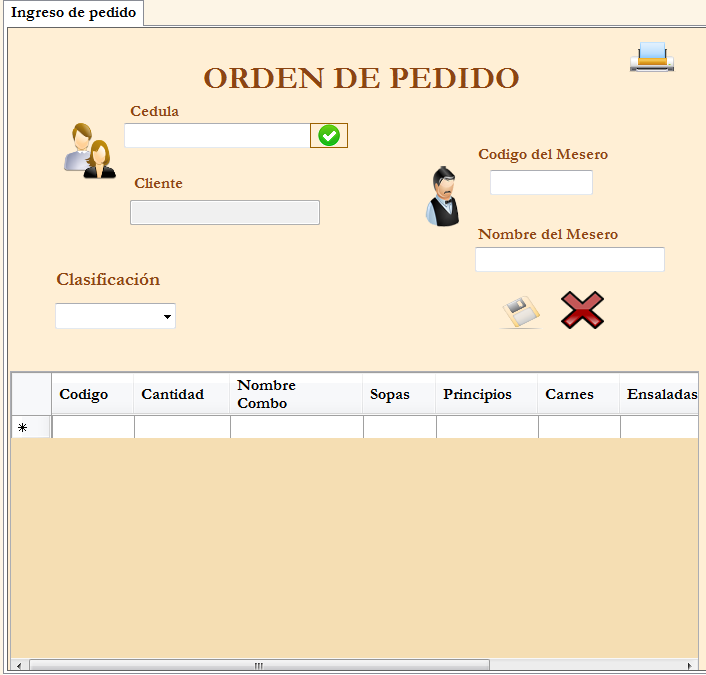 Ingreso de pedido
ORDEN DE PEDIDO
Cedula
Codigo del Mesero
Cliente
Nombre del Mesero
Clasificación
Codigo Cantidad Nombre Combo Sopas Principios Carnes Ensaladas